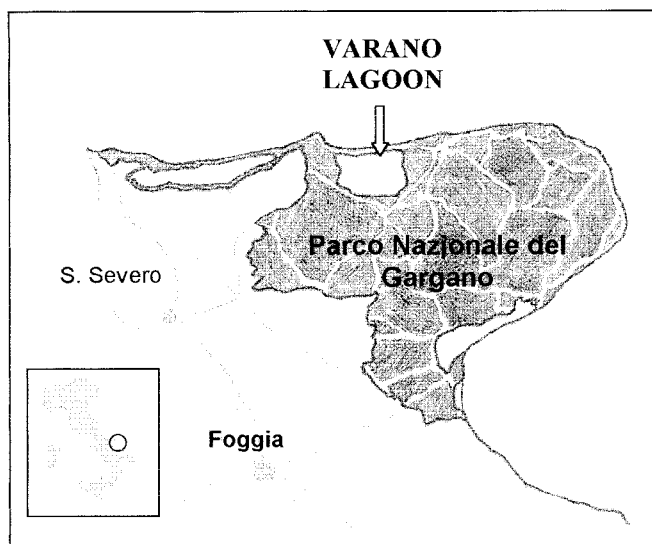 VARANO
LAGOON
Parco Nazionale del
Gargano
S. Severo
Foggia